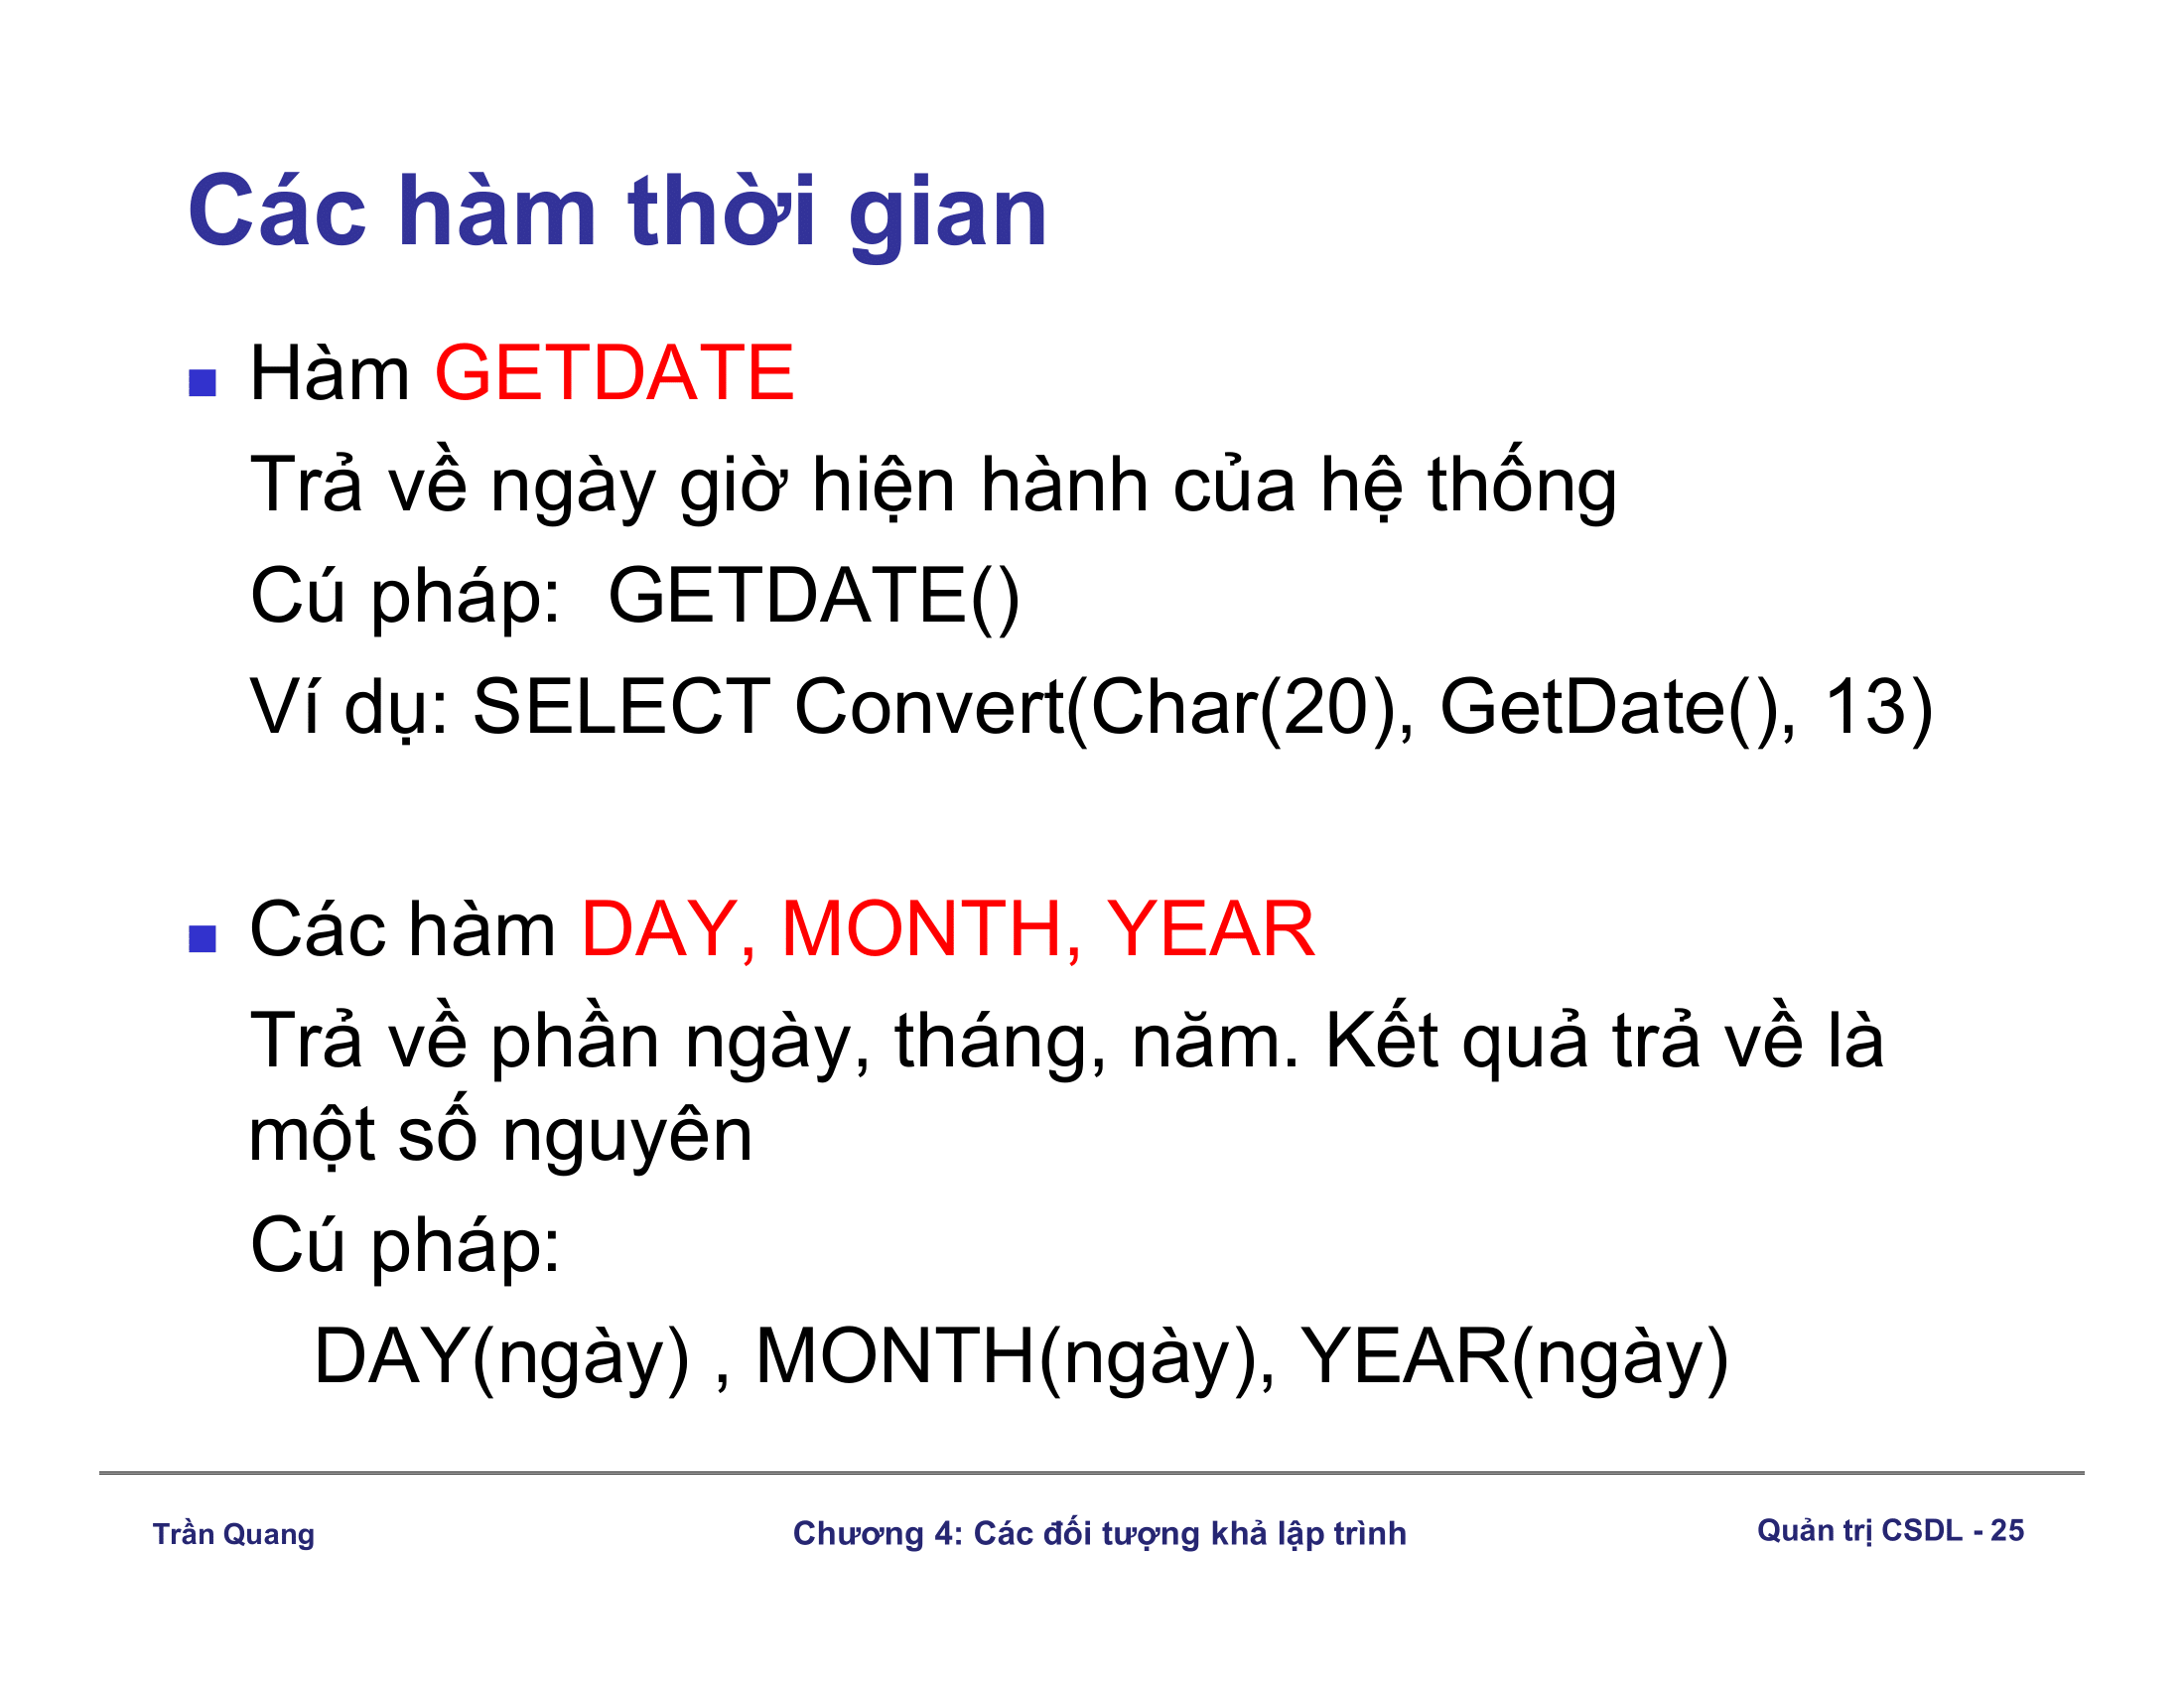 Các hàm thời gian
Hàm GETDATE
Trả về ngày giờ hiện hành của hệ thống
Cú pháp:  GETDATE()
Ví dụ: SELECT Convert(Char(20), GetDate(), 13)
Các hàm DAY, MONTH, YEAR
Trả về phần ngày, tháng, năm. Kết quả trả về là
một số nguyên
Cú pháp:
DAY(ngày) , MONTH(ngày), YEAR(ngày)
Trần Quang
Chương 4: Các đối tượng khả lập trình
Quản trị CSDL - 25